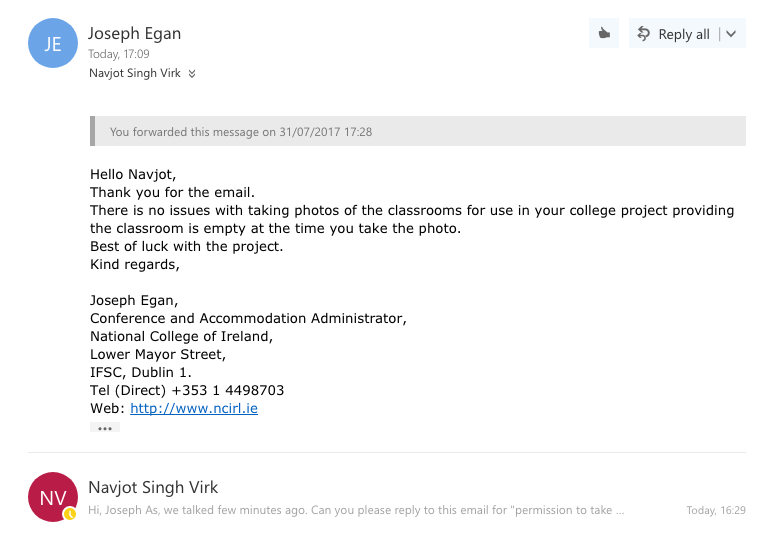 JE
Joseph Egan
Today, 17:09
Navjot Singh Virk
Reply all
You forwarded this message on 31/07/2017 17:28
Hello Navjot,
Thank you for the email.
There is no issues with taking photos of the classrooms for use in your college project providing
the classroom is empty at the time you take the photo.
Best of luck with the project.
Kind regards,
Joseph Egan,
Conference and Accommodation Administrator,
National College of Ireland,
Lower Mayor Street,
IFSC, Dublin 1.
Tel (Direct) +353 1 4498703
Web: http://www.ncirl.ie
...
NV
Navjot Singh Virk
Hi, Joseph As, we talked few minutes ago. Can you please reply to this email for "permission to take ...
Today, 16:29